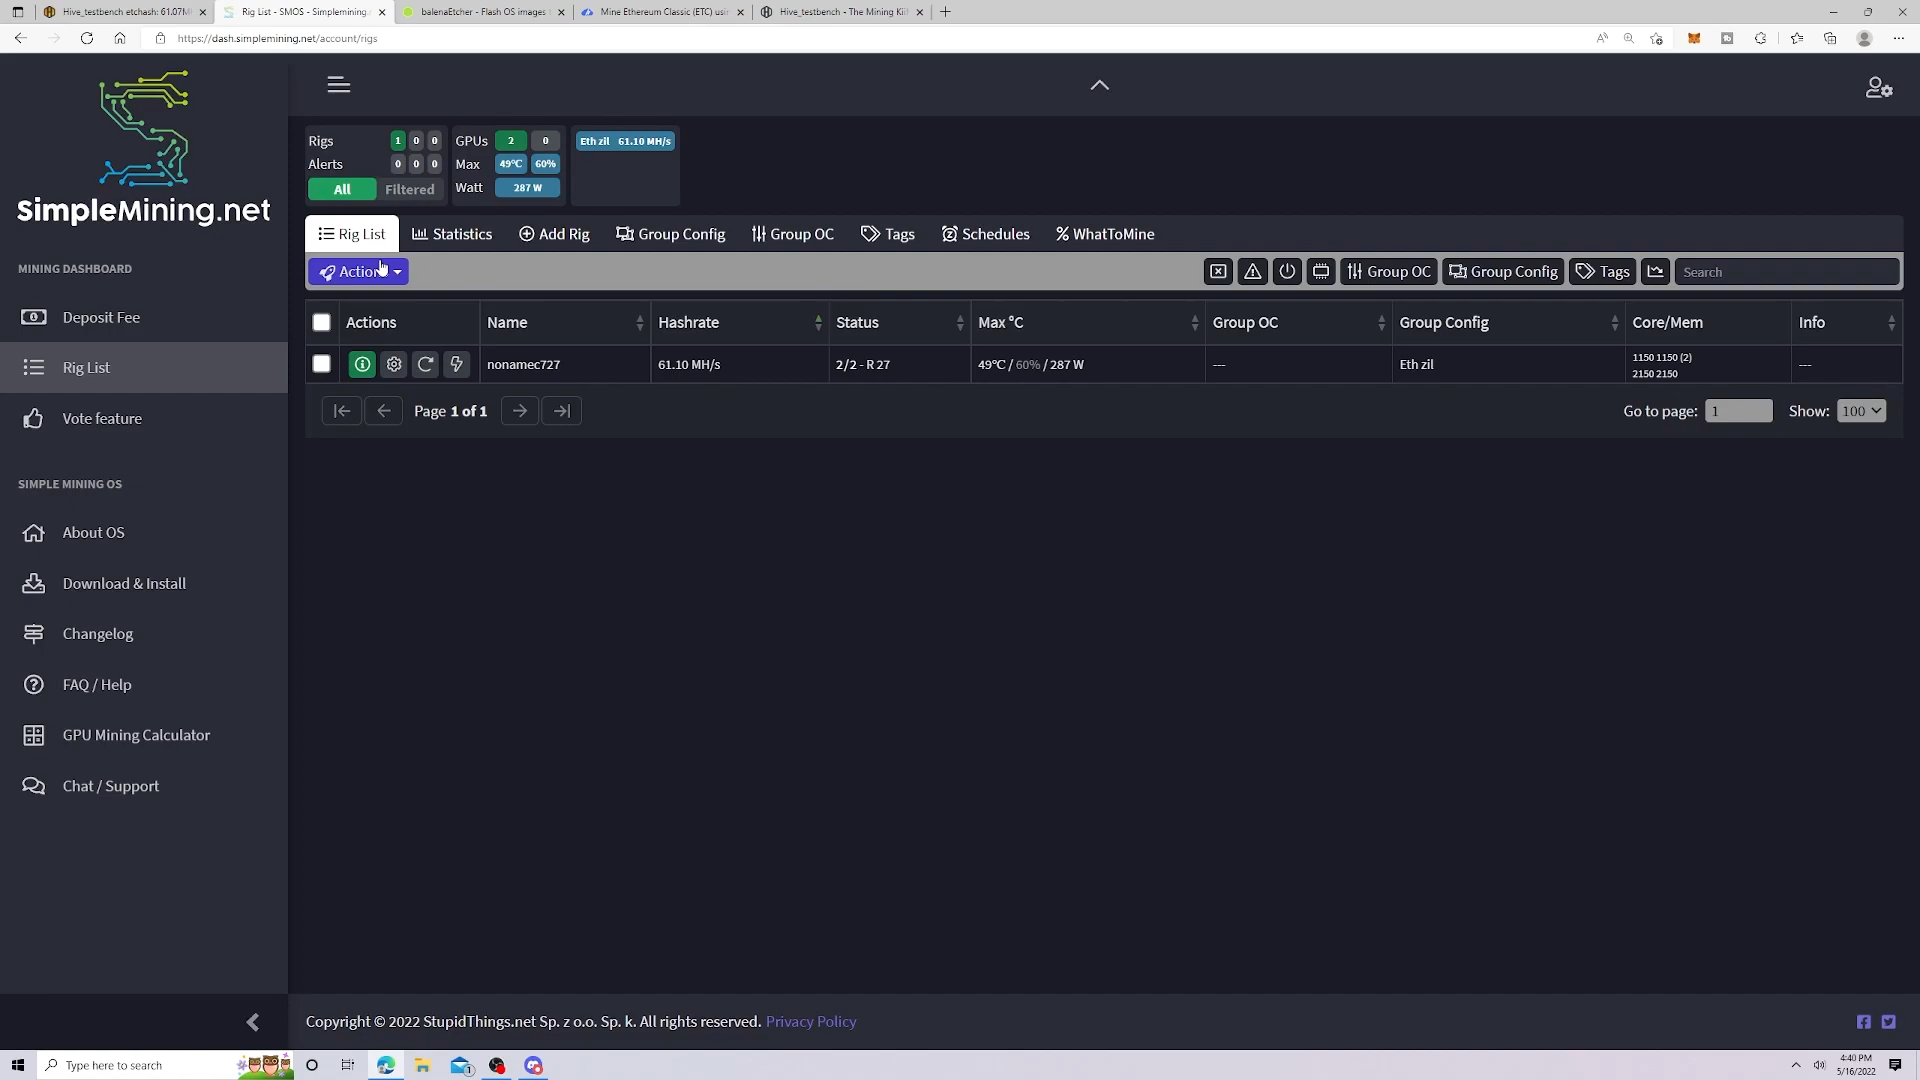 Hive_testbench etchash: 61.07M
Rig List - SMOS - Simplemining.
balenaEtcher - Flash OS images
Mine Ethereum Classic (ETC) usi
Hive_testbench - The Mining Kill
https://dash.simplemining.net/account/rigs
SimpleMining.net
MINING DASHBOARD
Deposit Fee
Rig List
Vote feature
SIMPLE MINING OS
About OS
Download & Install
Changelog
FAQ / Help
GPU Mining Calculator
Chat / Support
Rigs 1 0 0
Alerts 0 0 0
All Filtered
GPUs 2 0
Max 49℃ 60%
Watt 287 W
Eth zil 61.10 MH/s
Rig List Statistics Add Rig Group Config Group OC Tags Schedules WhatToMine
Action Group OC Group Config Tags Search
Actions Name Hashrate Status Max °C Group OC Group Config Core/Mem Info
nonamec727 61.10 MH/s 2/2 - R 27 49℃ / 60% / 287 W --- Eth zil 1150 1150 (2) ---
2150 2150
Page 1 of 1 Go to page: 1 Show: 100
Copyright © 2022 StupidThings.net Sp. z o.o. Sp. k. All rights reserved. Privacy Policy
Type here to search
1
4:40 PM
5/16/2022